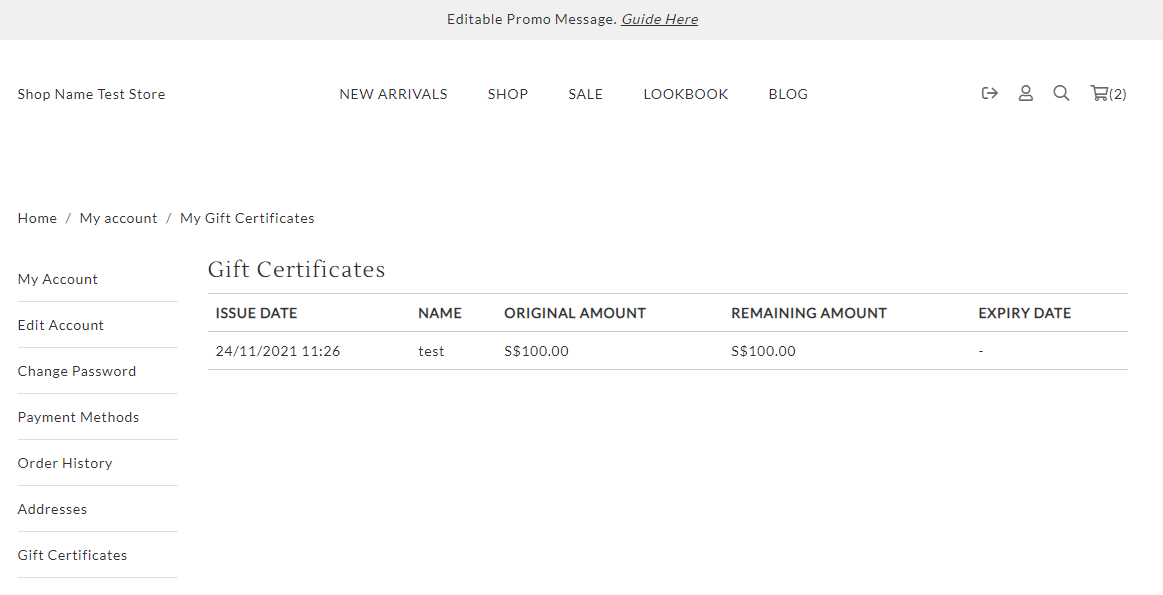 Editable Promo Message. Guide Here
Shop Name Test Store NEW ARRIVALS SHOP SALE LOOKBOOK BLOG (2)
Home / My account / My Gift Certificates
My Account
Edit Account
Change Password
Payment Methods
Order History
Addresses
Gift Certificates
Gift Certificates
ISSUE DATE NAME ORIGINAL AMOUNT REMAINING AMOUNT EXPIRY DATE
24/11/2021 11:26 test S$100.00 S$100.00 -